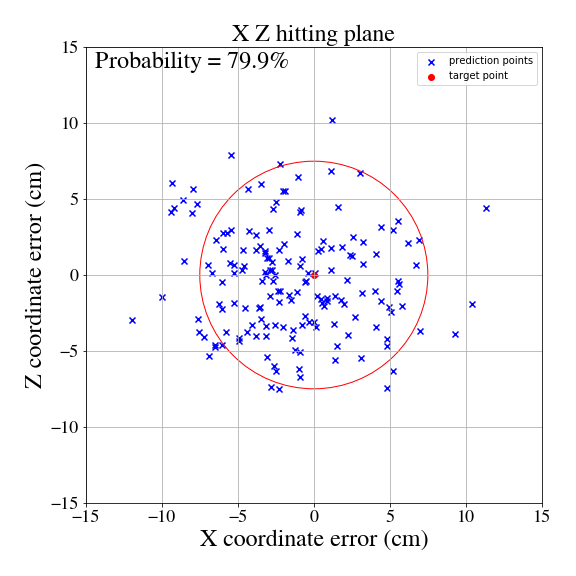 X Z hitting plane
Probability = 79.9%
prediction points
target point
15
10
5
0
−5
−10
−15
Z coordinate error (cm)
−15
−10
−5
0
5
10
15
X coordinate error (cm)